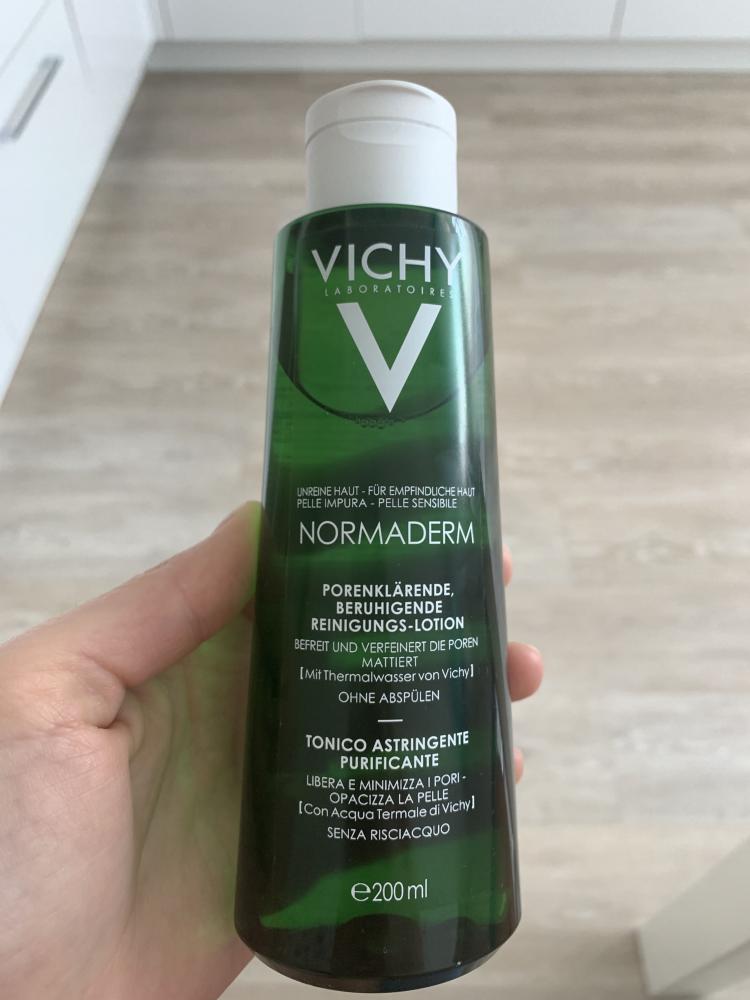 VICHY
LABORATOIRES
V
UNREINE HAUT - FÜR EMPFINDLICHE HAUT
PELLE IMPURA - PELLE SENSIBILE
NORMADERM
PORENKLÄRENDE,
BERUHIGENDE
REINIGUNGS-LOTION
BEFREIT UND VERFEINERT DIE POREN
MATTIERT
[Mit Thermalwasser von Vichy]
OHNE ABSPÜLEN
—
TONICO ASTRINGENTE
PURIFICANTE
LIBERA E MINIMIZZA I PORI -
OPACIZZA LA PELLE
[Con Acqua Termale di Vichy]
SENZA RISCIACQUO
℮200 ml